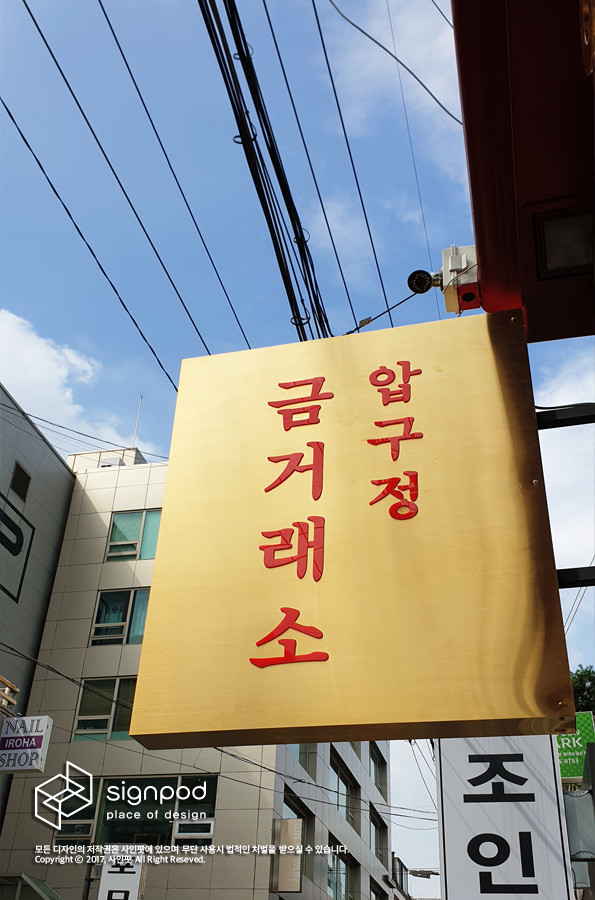 압구정
금거래소
NAIL
IROHA
SHOP
P
조인
PARK
signpod
place of design
모든 디자인의 저작권은 사인팟에 있으며 무단 사용시 법적인 처벌을 받으실 수 있습니다.
Copyright © 2017. 사인팟. All Right Reserved.